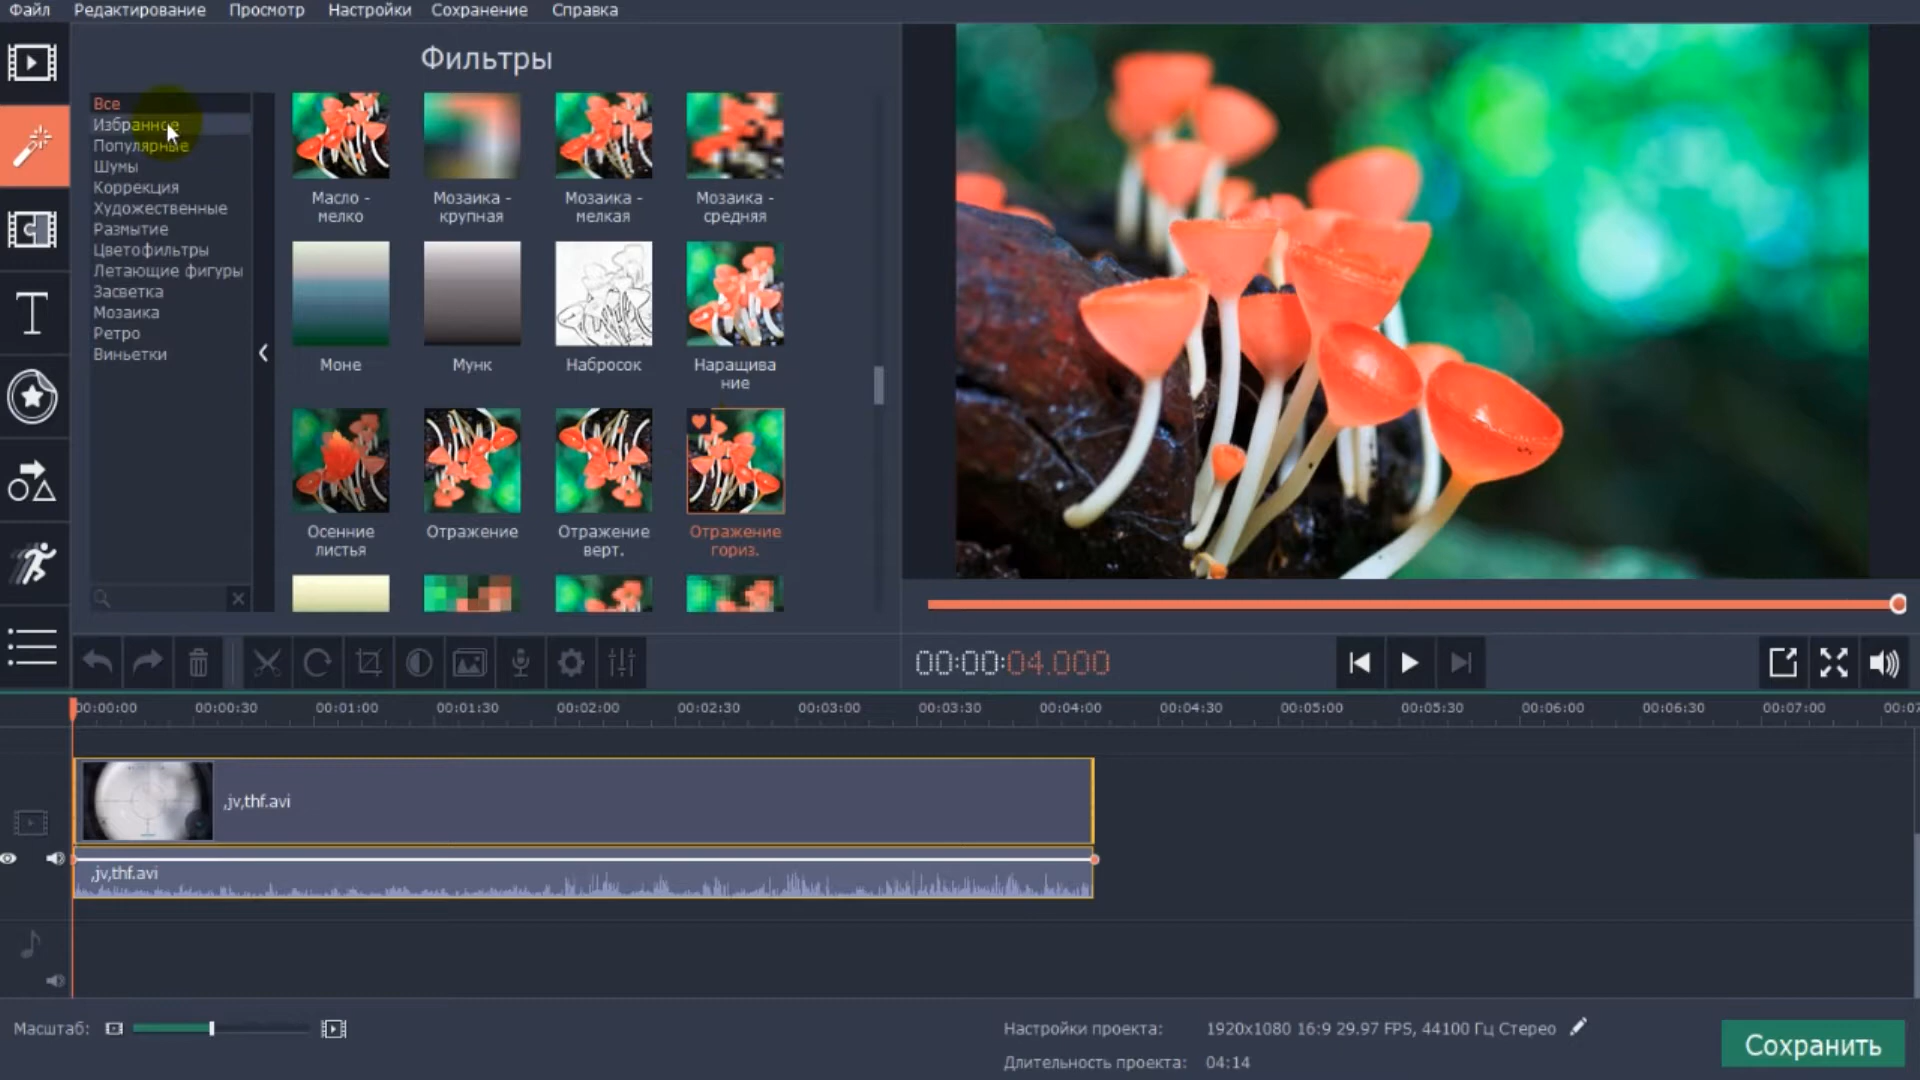 Файл Редактирование Просмотр Настройки Сохранение Справка
Фильтры
Все
Избранное
Популярные
Шумы
Коррекция
Художественные
Размытие
Цветофильтры
Летающие фигуры
Засветка
Мозаика
Ретро
Виньетки
Масло -
мелко
Мозаика -
крупная
Мозаика -
мелкая
Мозаика -
средняя
Моне
Мунк
Набросок
Наращива
ние
Осенние
листья
Отражение
Отражение
верт.
Отражение
гориз.
00:00:04.000
00:00:00 00:00:30 00:01:00 00:01:30 00:02:00 00:02:30 00:03:00 00:03:30 00:04:00 00:04:30 00:05:00 00:05:30 00:06:00 00:06:30 00:07:00 00:07
,jv,thf.avi
,jv,thf.avi
Масштаб:
Настройки проекта: 1920x1080 16:9 29.97 FPS, 44100 Гц Стерео
Длительность проекта: 04:14
Сохранить